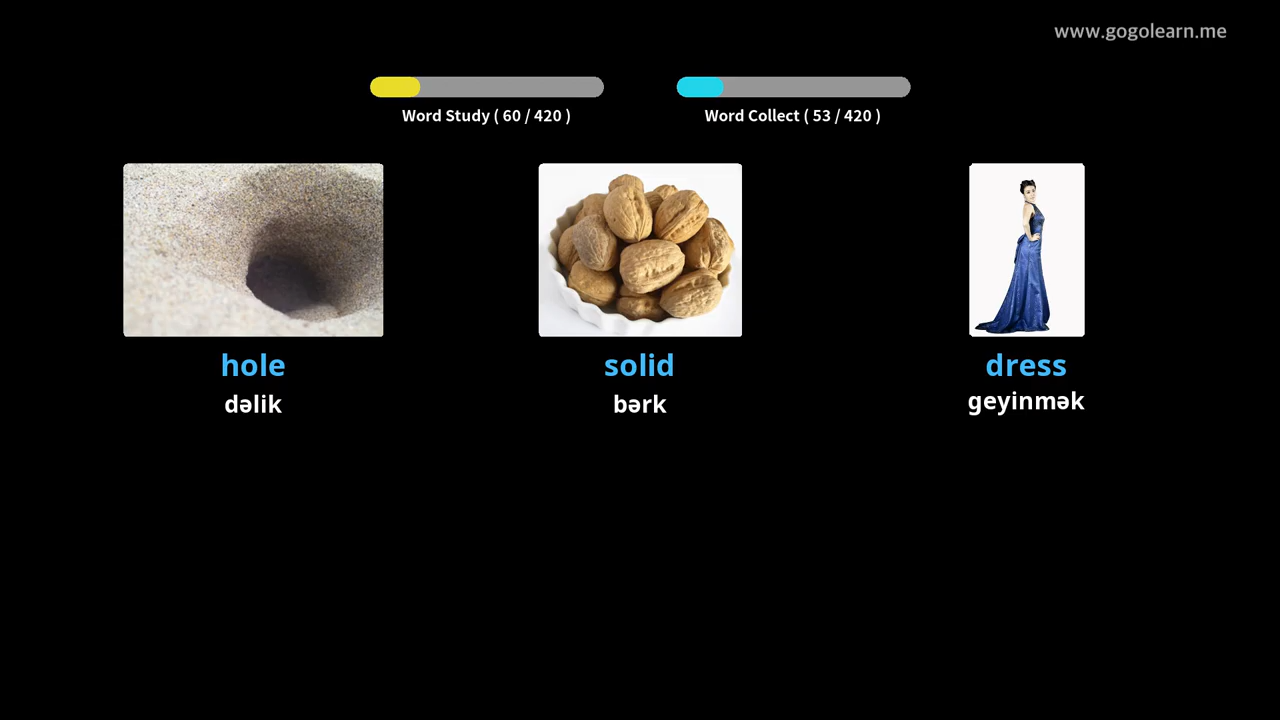 www.gogolearn.me
Word Study ( 60 / 420 )
Word Collect ( 53 / 420 )
hole
solid
dress
dəlik
bərk
geyinmək